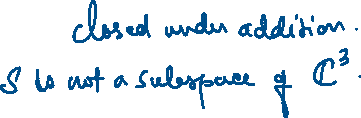 closed under addition.
S is not a subspace of ℂ³.